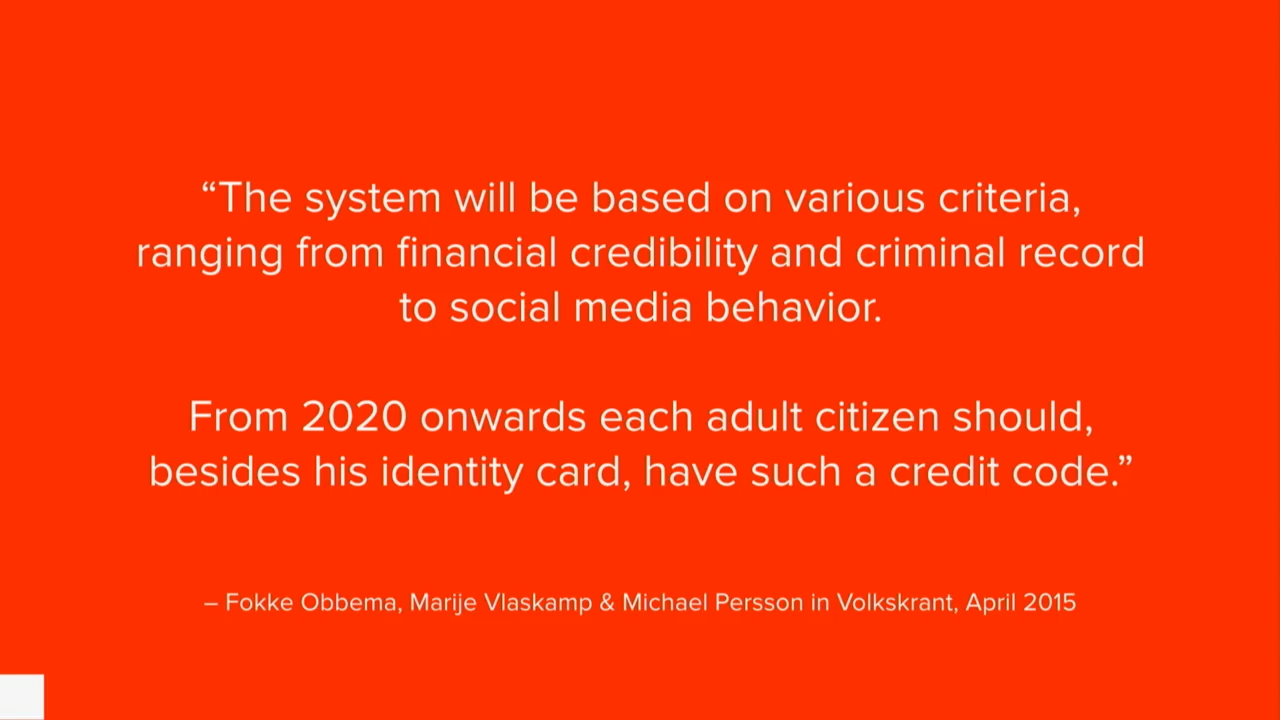 “The system will be based on various criteria,
ranging from financial credibility and criminal record
to social media behavior.
From 2020 onwards each adult citizen should,
besides his identity card, have such a credit code.”
– Fokke Obbema, Marije Vlaskamp & Michael Persson in Volkskrant, April 2015